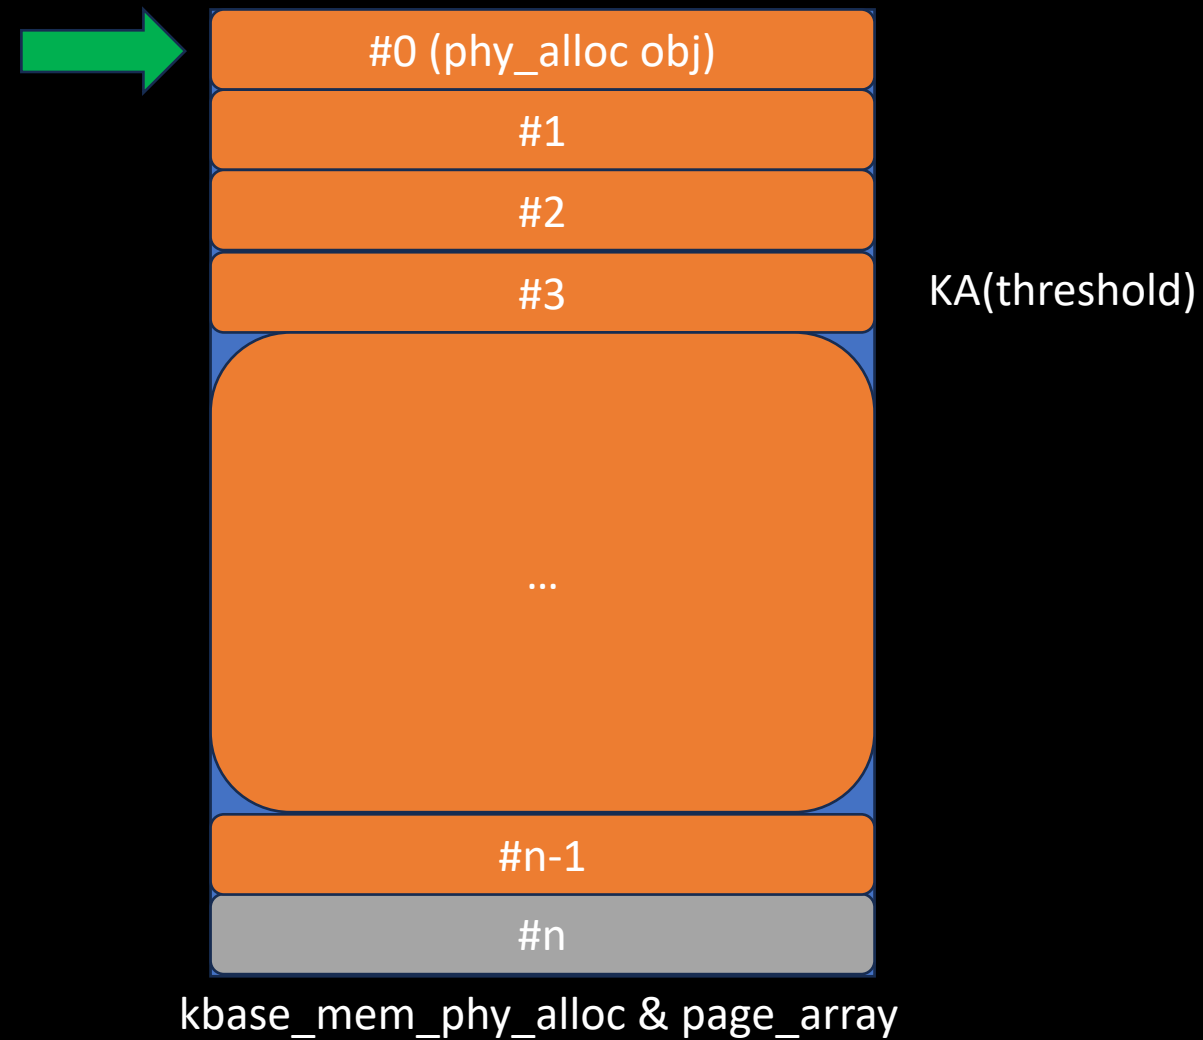 #0 (phy_alloc obj)
#1
#2
#3
KA(threshold)
...
#n-1
#n
kbase_mem_phy_alloc & page_array